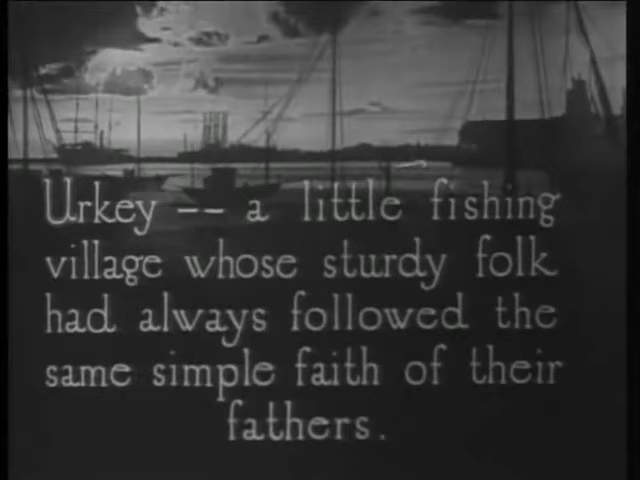 Urkey -- a little fishing
village whose sturdy folk
had always followed the
same simple faith of their
fathers.